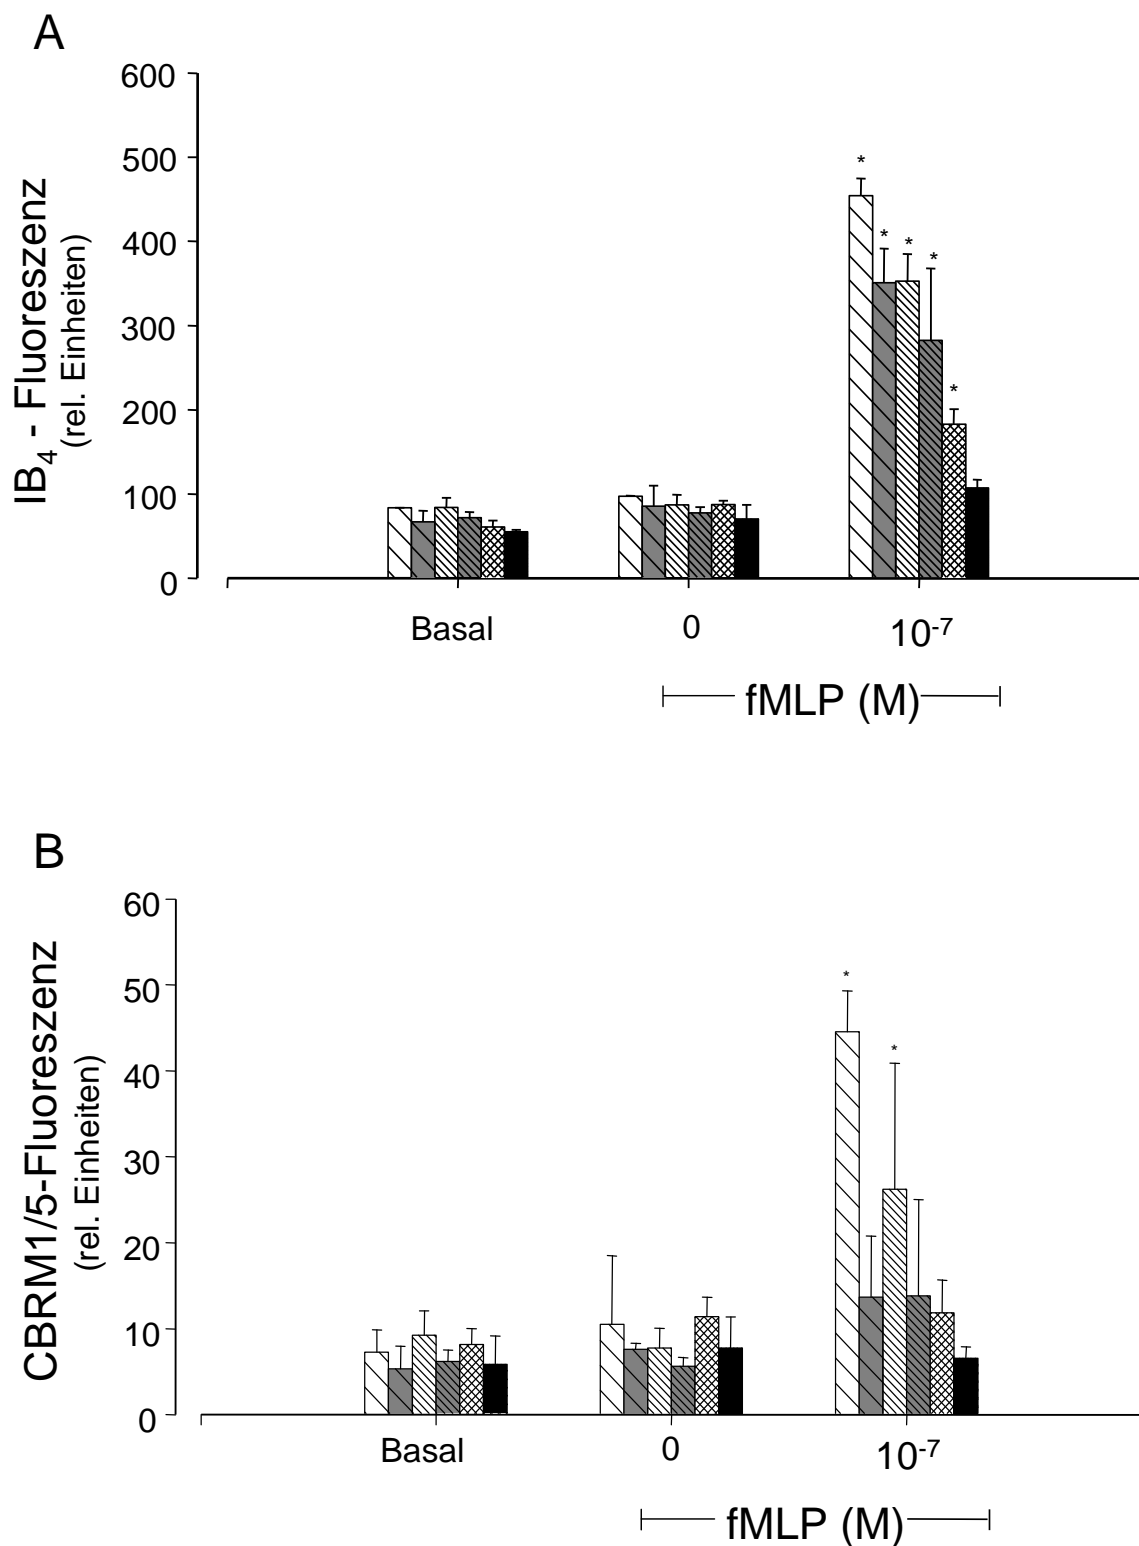 A
600
500
400
300
200
100
0
IB₄ - Fluoreszenz
(rel. Einheiten)
*
*
*
*
*
Basal
0
10⁻⁷
fMLP (M)
B
60
50
40
30
20
10
0
CBRM1/5-Fluoreszenz
(rel. Einheiten)
*
*
Basal
0
10⁻⁷
fMLP (M)